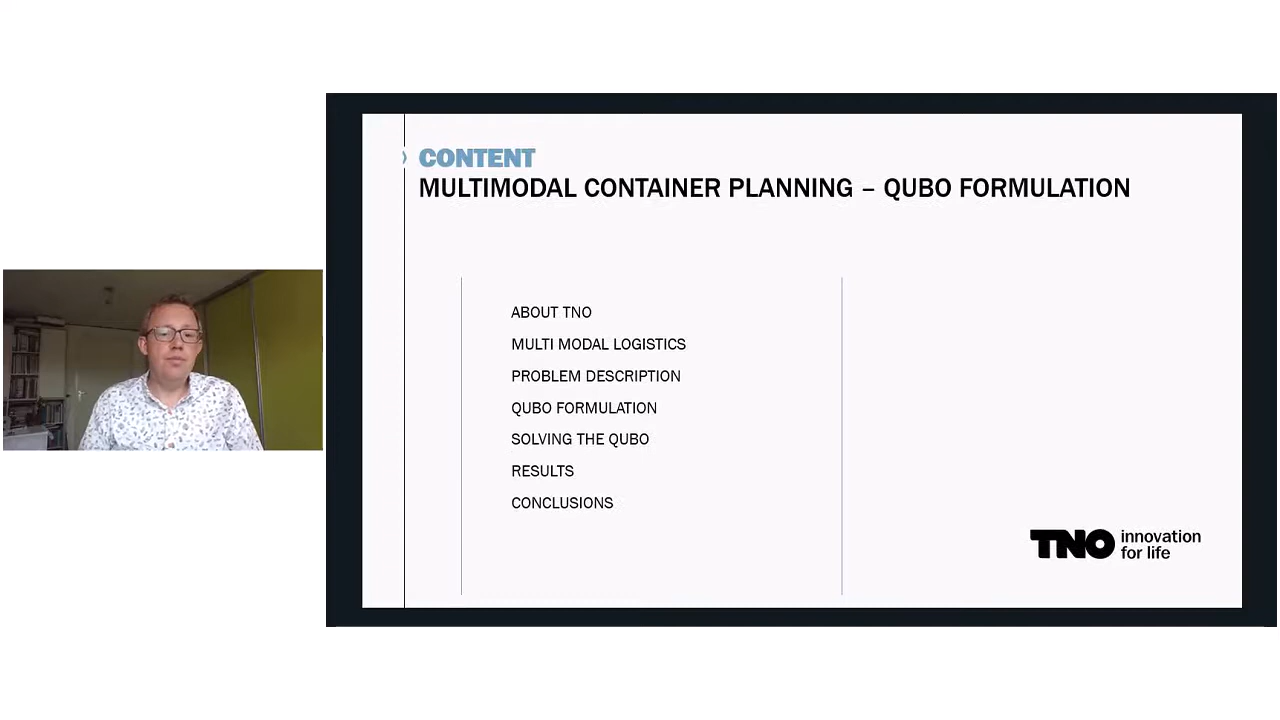 CONTENT
MULTIMODAL CONTAINER PLANNING – QUBO FORMULATION
ABOUT TNO
MULTI MODAL LOGISTICS
PROBLEM DESCRIPTION
QUBO FORMULATION
SOLVING THE QUBO
RESULTS
CONCLUSIONS
TNO innovation
for life